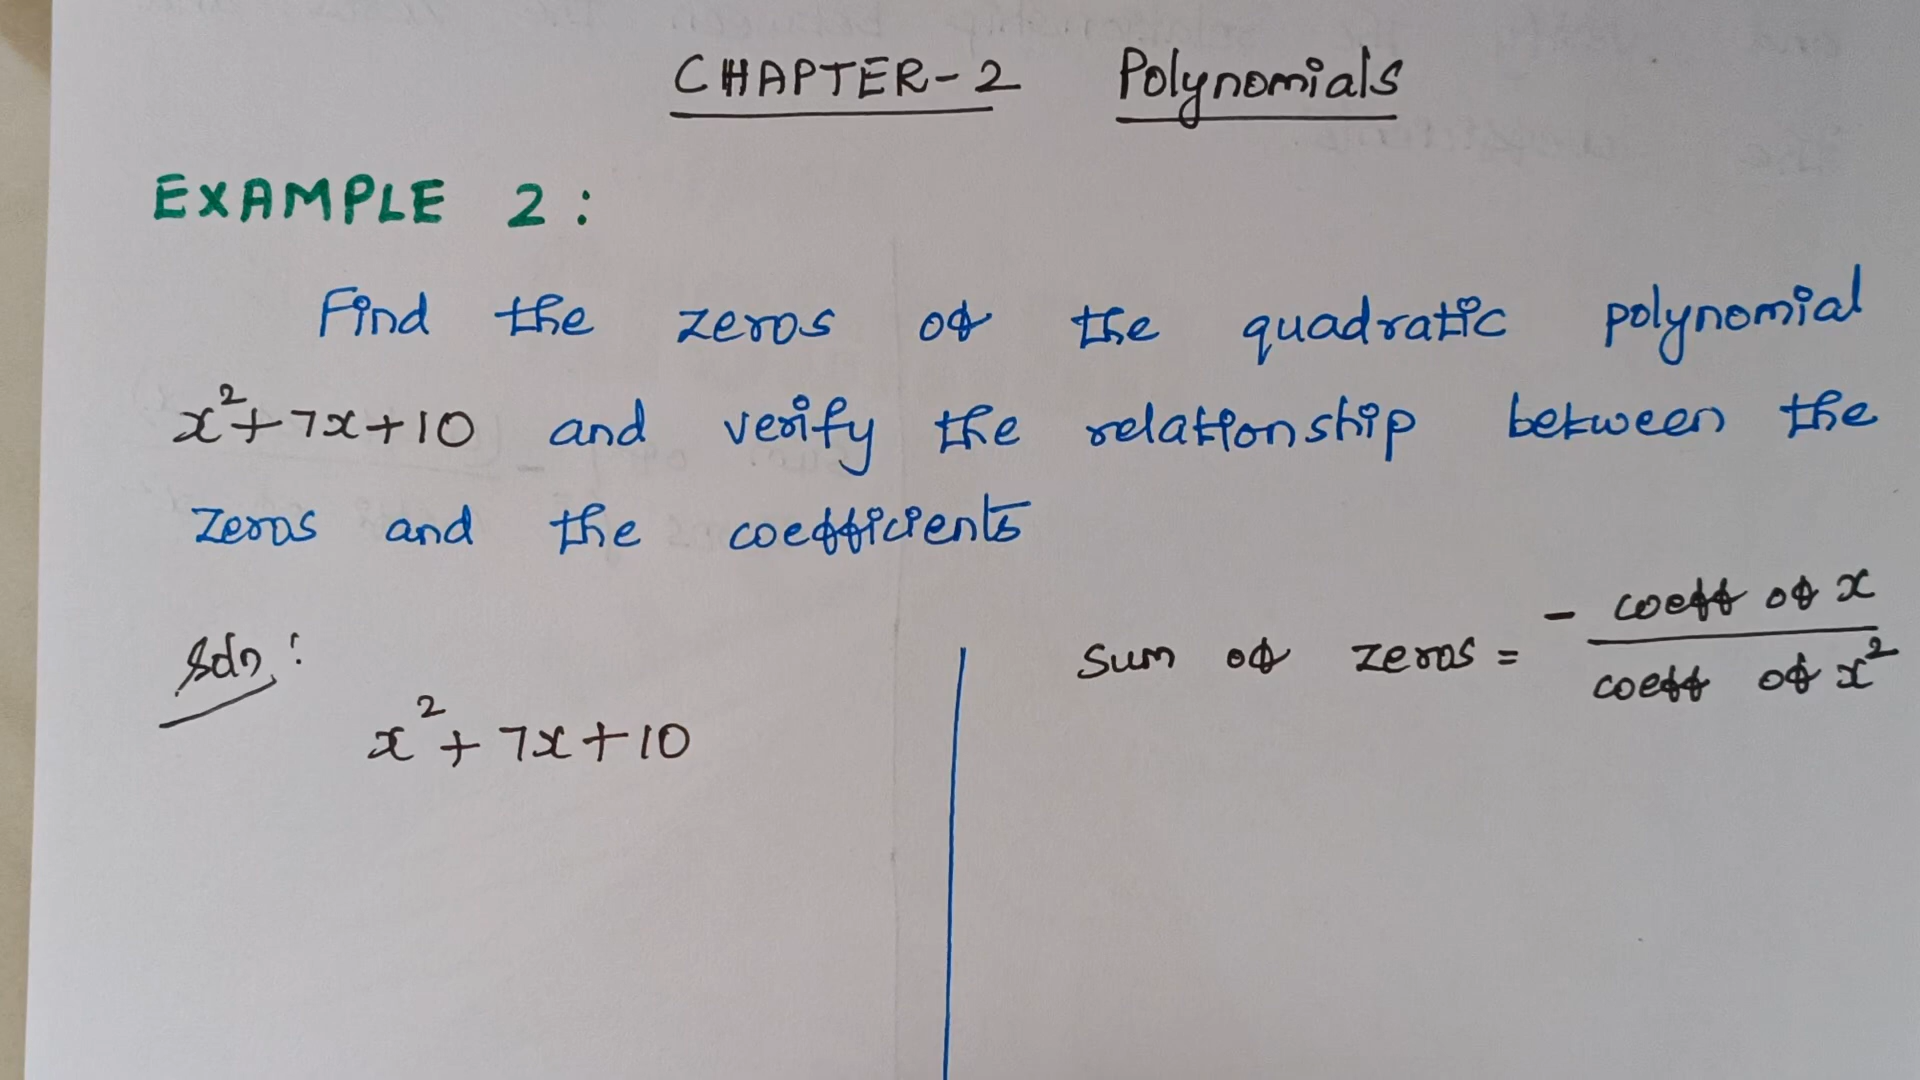 CHAPTER-2 Polynomials
EXAMPLE 2:
Find the zeros of the quadratic polynomial
x²+7x+10 and verify the relationship between the
zeros and the coefficients
Soln:
x²+7x+10
Sum of zeros = - coeff of x / coeff of x²